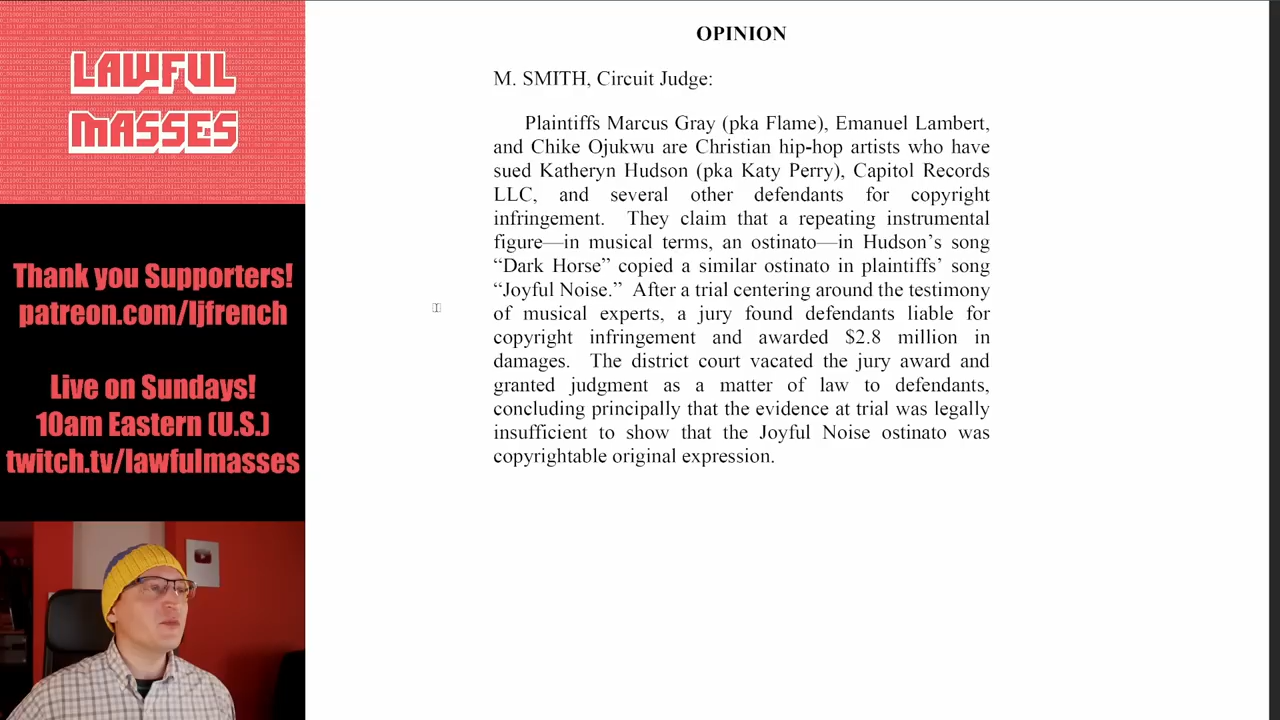 LAWFUL
MASSES
Thank you Supporters!
patreon.com/ljfrench
Live on Sundays!
10am Eastern (U.S.)
twitch.tv/lawfulmasses
OPINION
M. SMITH, Circuit Judge:
Plaintiffs Marcus Gray (pka Flame), Emanuel Lambert,
and Chike Ojukwu are Christian hip-hop artists who have
sued Katheryn Hudson (pka Katy Perry), Capitol Records
LLC, and several other defendants for copyright
infringement. They claim that a repeating instrumental
figure—in musical terms, an ostinato—in Hudson’s song
“Dark Horse” copied a similar ostinato in plaintiffs’ song
“Joyful Noise.” After a trial centering around the testimony
of musical experts, a jury found defendants liable for
copyright infringement and awarded $2.8 million in
damages. The district court vacated the jury award and
granted judgment as a matter of law to defendants,
concluding principally that the evidence at trial was legally
insufficient to show that the Joyful Noise ostinato was
copyrightable original expression.